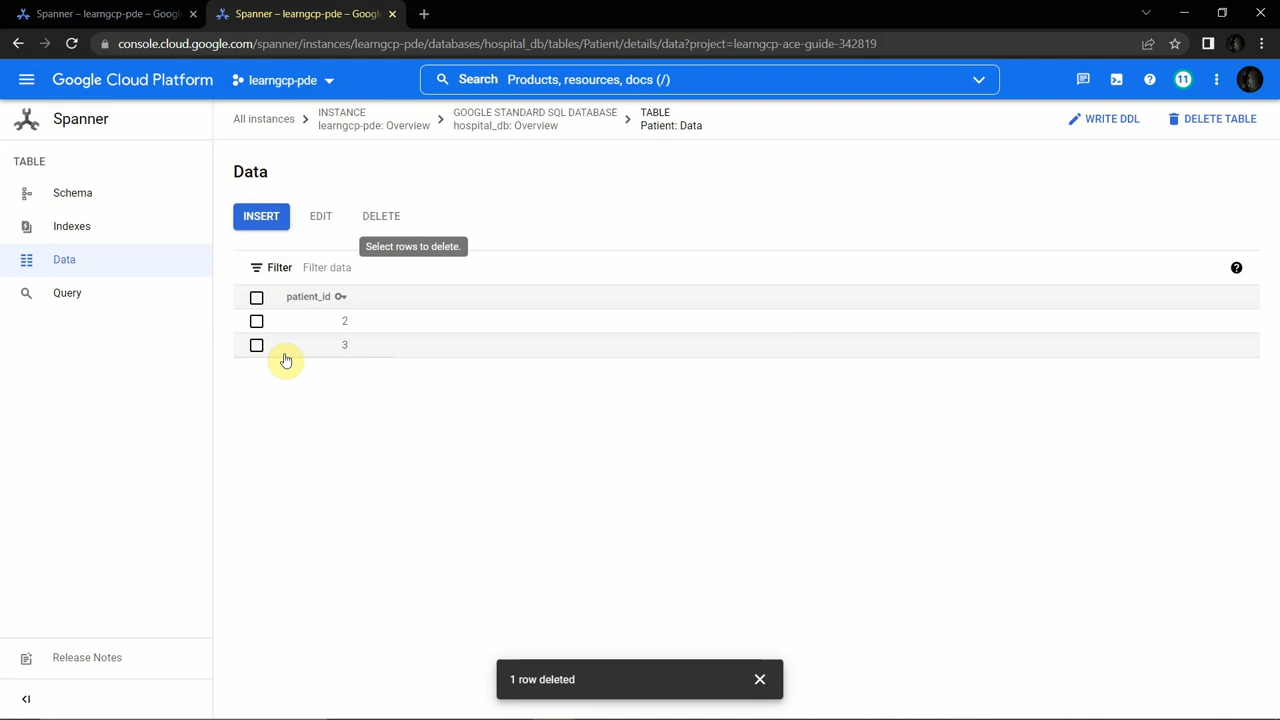 Spanner – learngcp-pde – Goog
Spanner – learngcp-pde – Goog
console.cloud.google.com/spanner/instances/learngcp-pde/databases/hospital_db/tables/Patient/details/data?project=learngcp-ace-guide-342819
Google Cloud Platform
learngcp-pde
Search Products, resources, docs (/)
11
Spanner
All instances
INSTANCE
learngcp-pde: Overview
GOOGLE STANDARD SQL DATABASE
hospital_db: Overview
TABLE
Patient: Data
WRITE DDL
DELETE TABLE
TABLE
Schema
Indexes
Data
Query
Data
INSERT
EDIT
DELETE
Select rows to delete.
Filter Filter data
patient_id
2
3
Release Notes
1 row deleted